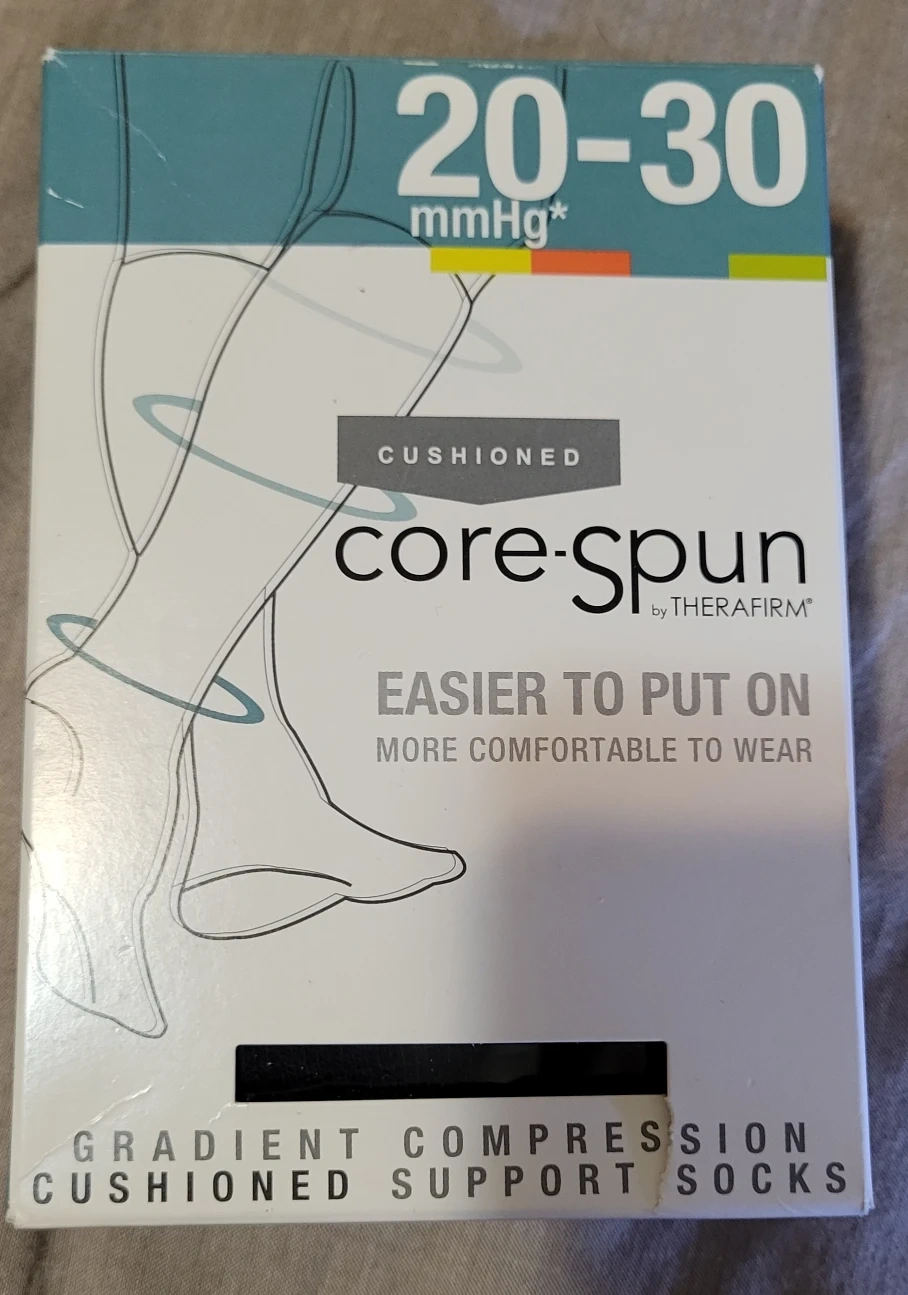 20-30
mmHg*
CUSHIONED
core-spun
by THERAFIRM®
EASIER TO PUT ON
MORE COMFORTABLE TO WEAR
GRADIENT COMPRESSION
CUSHIONED SUPPORT SOCKS